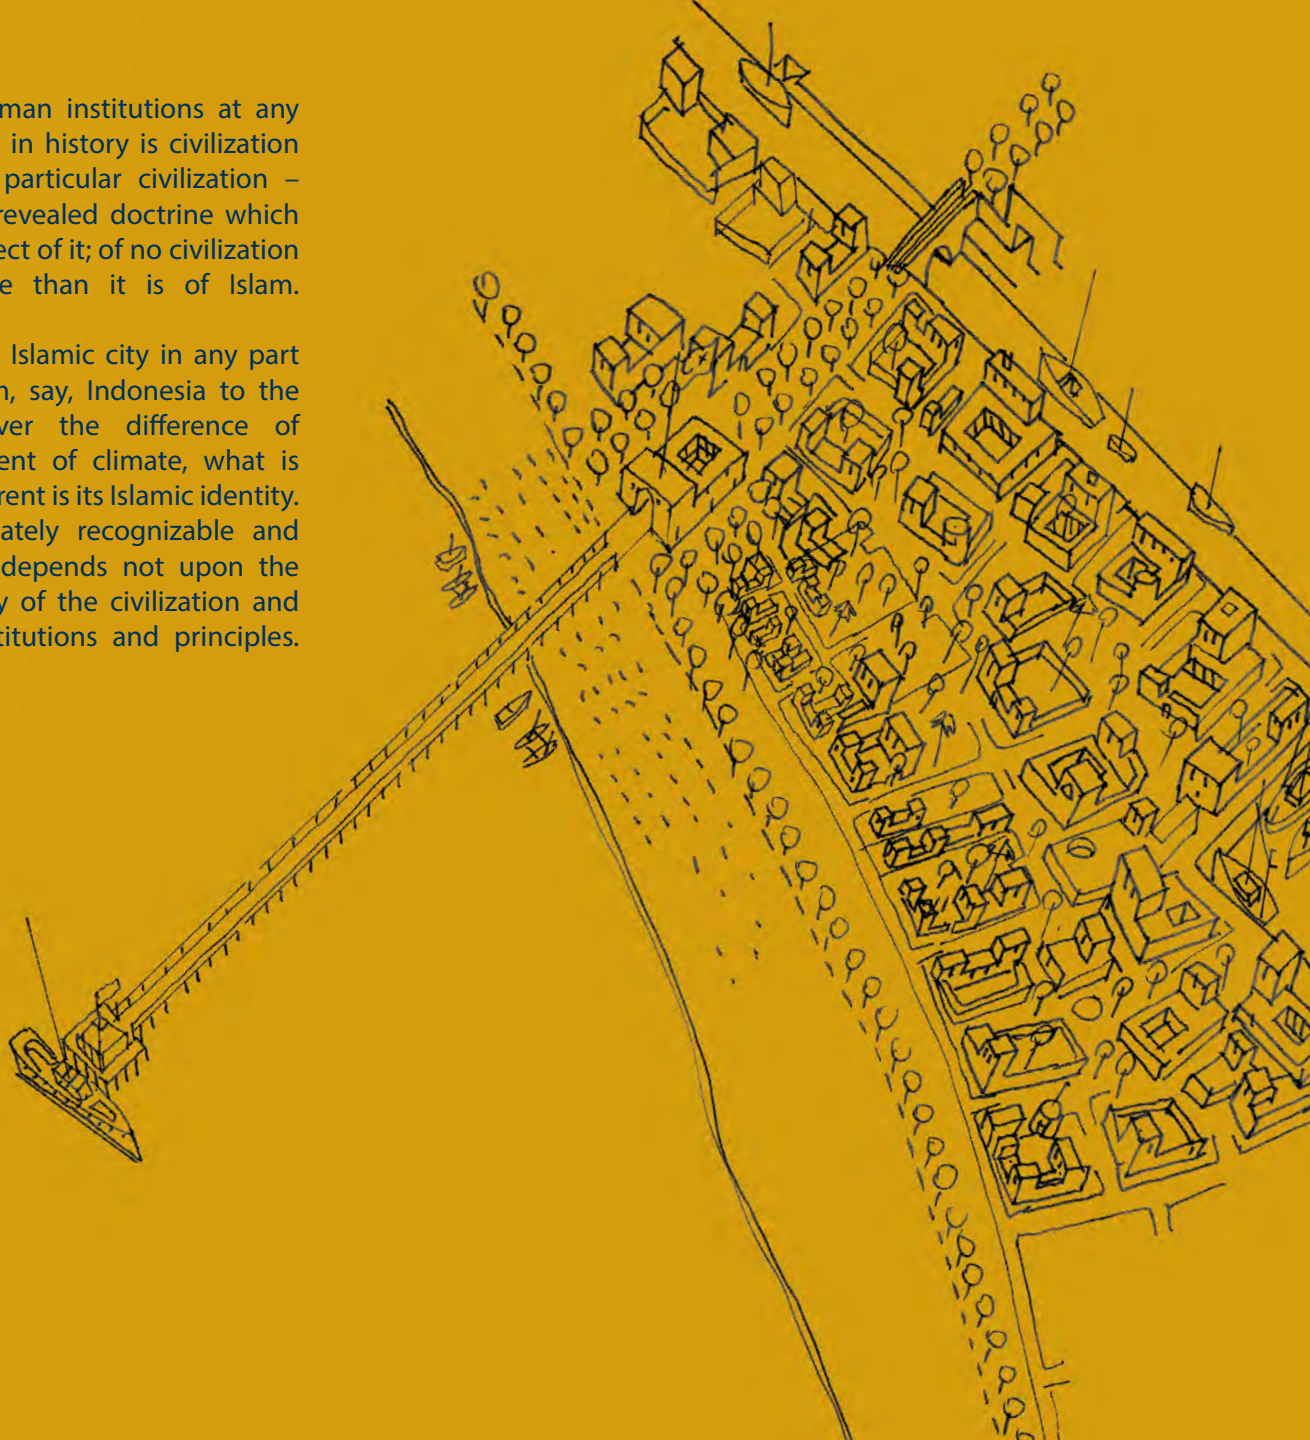 man institutions at any
in history is civilization
particular civilization –
revealed doctrine which
ect of it; of no civilization
e than it is of Islam.
Islamic city in any part
n, say, Indonesia to the
ver the difference of
ent of climate, what is
rent is its Islamic identity.
ately recognizable and
depends not upon the
y of the civilization and
titutions and principles.